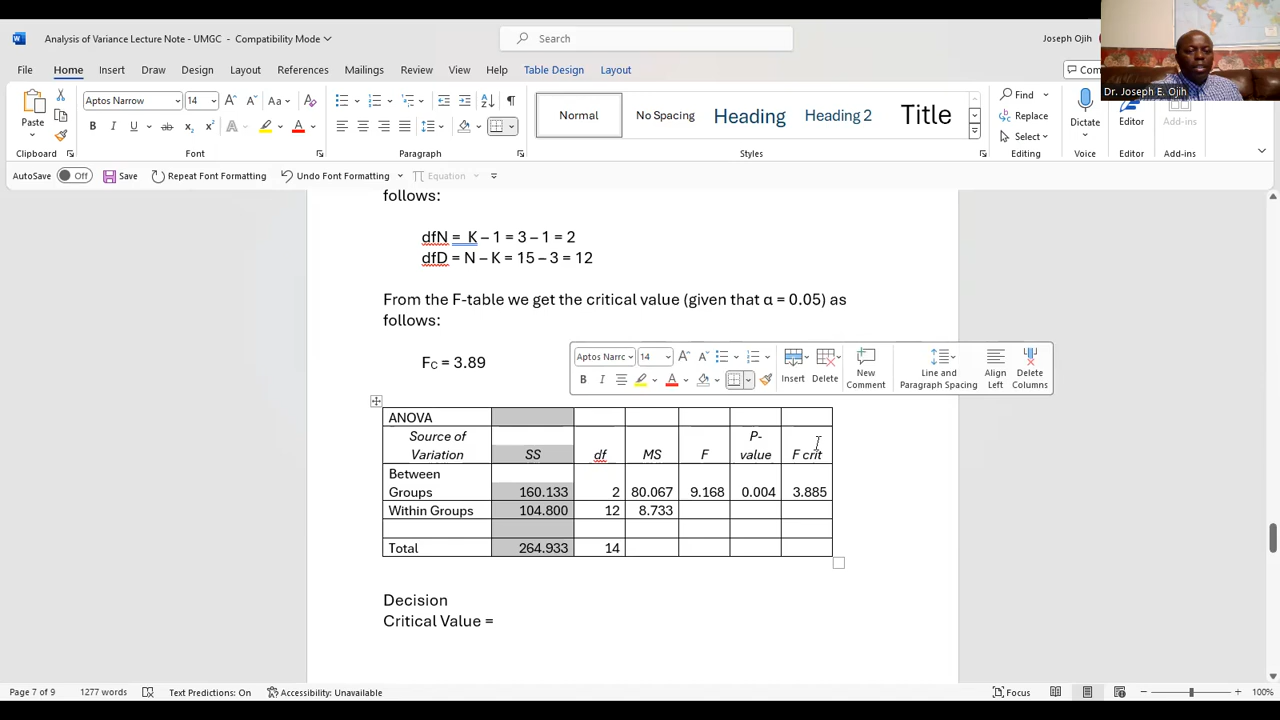 Analysis of Variance Lecture Note - UMGC - Compatibility Mode
Search
Joseph Ojih
Dr. Joseph E. Ojih
File Home Insert Draw Design Layout References Mailings Review View Help Table Design Layout
Com
Paste
Aptos Narrow 14
Normal
No Spacing
Heading
Heading 2
Title
Find
Replace
Select
Dictate
Editor
Add-ins
Clipboard Font Paragraph Styles Editing Voice Editor Add-ins
AutoSave Off Save Repeat Font Formatting Undo Font Formatting Equation
follows:
dfN = K – 1 = 3 – 1 = 2
dfD = N – K = 15 – 3 = 12
From the F-table we get the critical value (given that α = 0.05) as
follows:
FC = 3.89
Aptos Narrc 14
Insert Delete New Comment Line and Paragraph Spacing Align Left Delete Columns
ANOVA
Source of Variation SS df MS F P-value F crit
Between Groups 160.133 2 80.067 9.168 0.004 3.885
Within Groups 104.800 12 8.733
Total 264.933 14
Decision
Critical Value =
Page 7 of 9 1277 words Text Predictions: On Accessibility: Unavailable Focus 100%